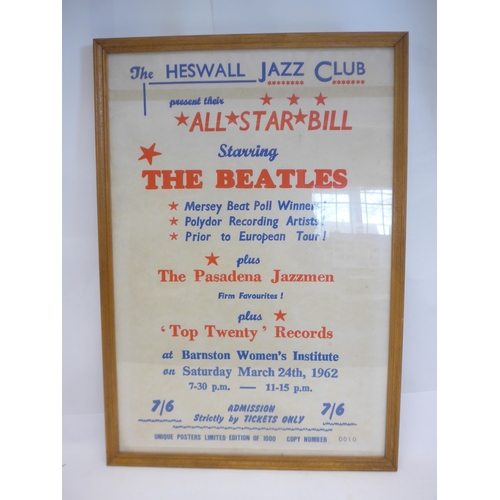 The HESWALL JAZZ CLUB
present their
ALL★STAR★BILL
Starring
THE BEATLES
★ Mersey Beat Poll Winners!
★ Polydor Recording Artists!
★ Prior to European Tour!
plus
The Pasadena Jazzmen
Firm Favourites!
plus
'Top Twenty' Records
at Barnston Women's Institute
on Saturday March 24th, 1962
7-30 p.m. — 11-15 p.m.
7/6 ADMISSION 7/6
Strictly by TICKETS ONLY
UNIQUE POSTERS LIMITED EDITION OF 1000 COPY NUMBER 0010